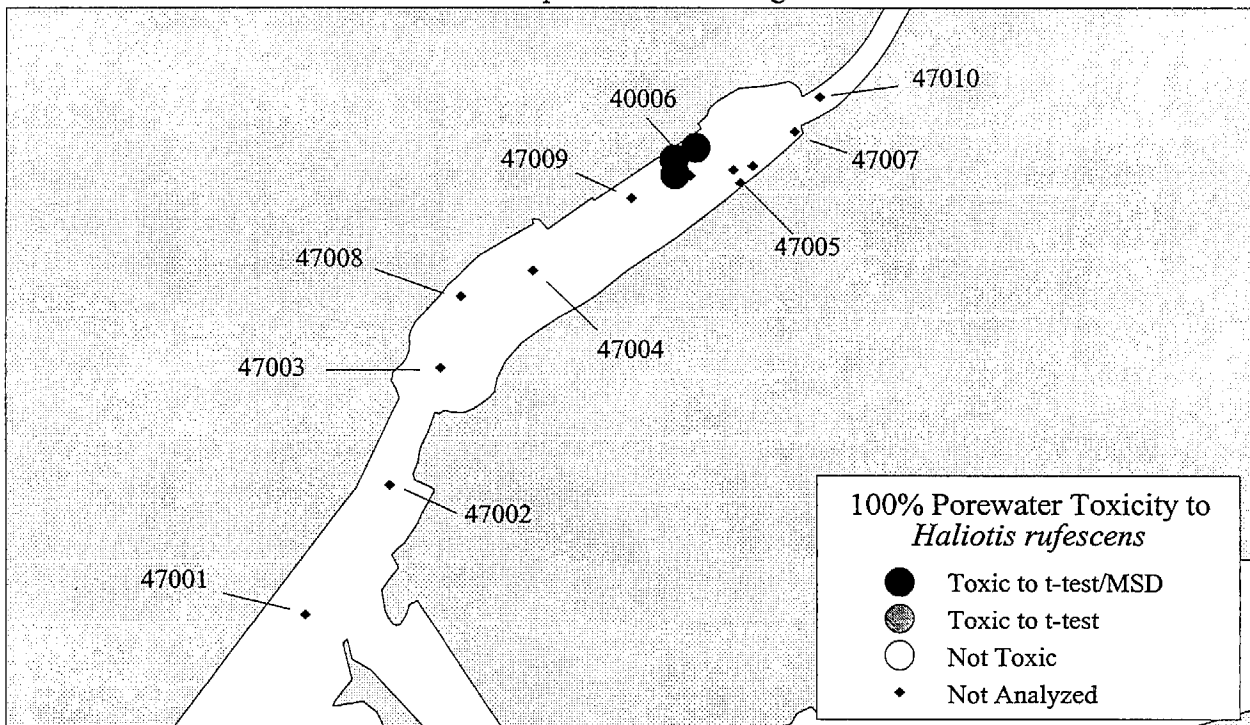 47010
40006
47009
47007
47005
47008
47004
47003
47002
47001
100% Porewater Toxicity to
Haliotis rufescens
Toxic to t-test/MSD
Toxic to t-test
Not Toxic
Not Analyzed